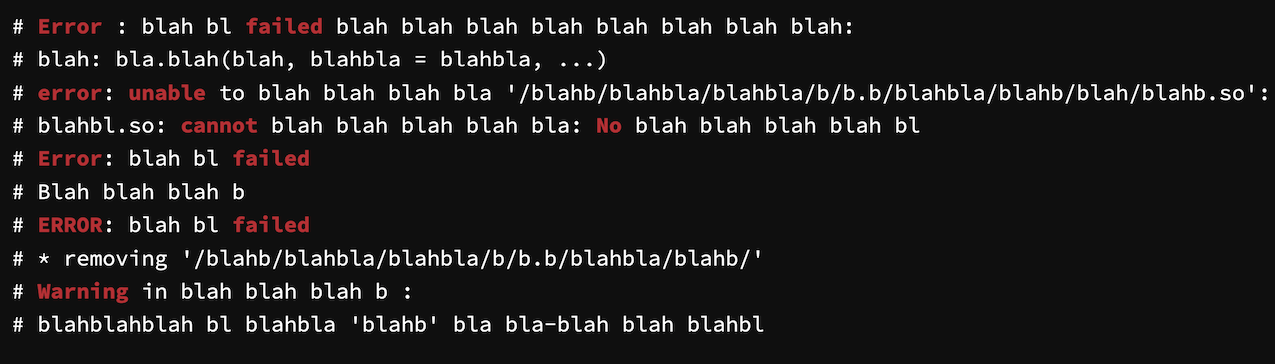 # Error : blah bl failed blah blah blah blah blah blah blah blah:
# blah: bla.blah(blah, blahbla = blahbla, ...)
# error: unable to blah blah blah bla '/blahb/blahbla/blahbla/b/b.b/blahbla/blahb/blah/blahb.so':
# blahbl.so: cannot blah blah blah blah bla: No blah blah blah blah bl
# Error: blah bl failed
# Blah blah blah b
# ERROR: blah bl failed
# * removing '/blahb/blahbla/blahbla/b/b.b/blahbla/blahb/'
# Warning in blah blah blah b :
# blahblahblah bl blahbla 'blahb' bla bla-blah blah blahbl